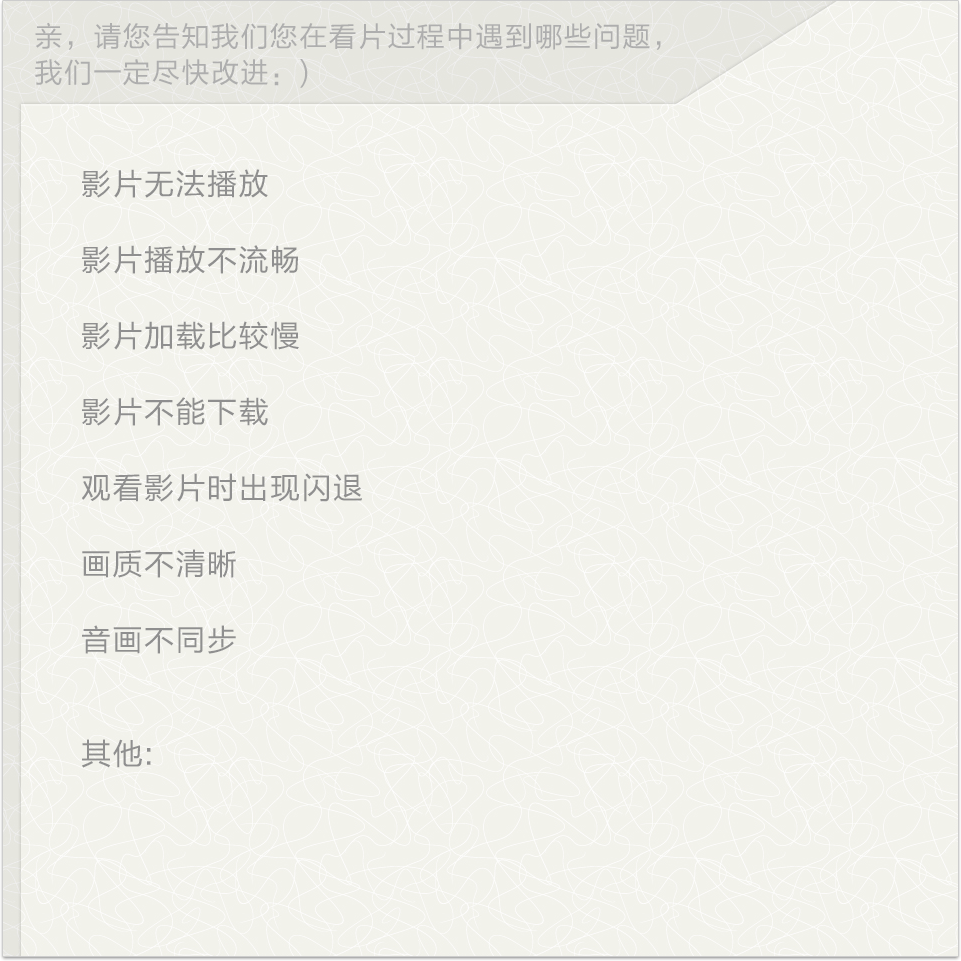 亲，请您告知我们您在看片过程中遇到哪些问题，
我们一定尽快改进：)
影片无法播放
影片播放不流畅
影片加载比较慢
影片不能下载
观看影片时出现闪退
画质不清晰
音画不同步
其他: